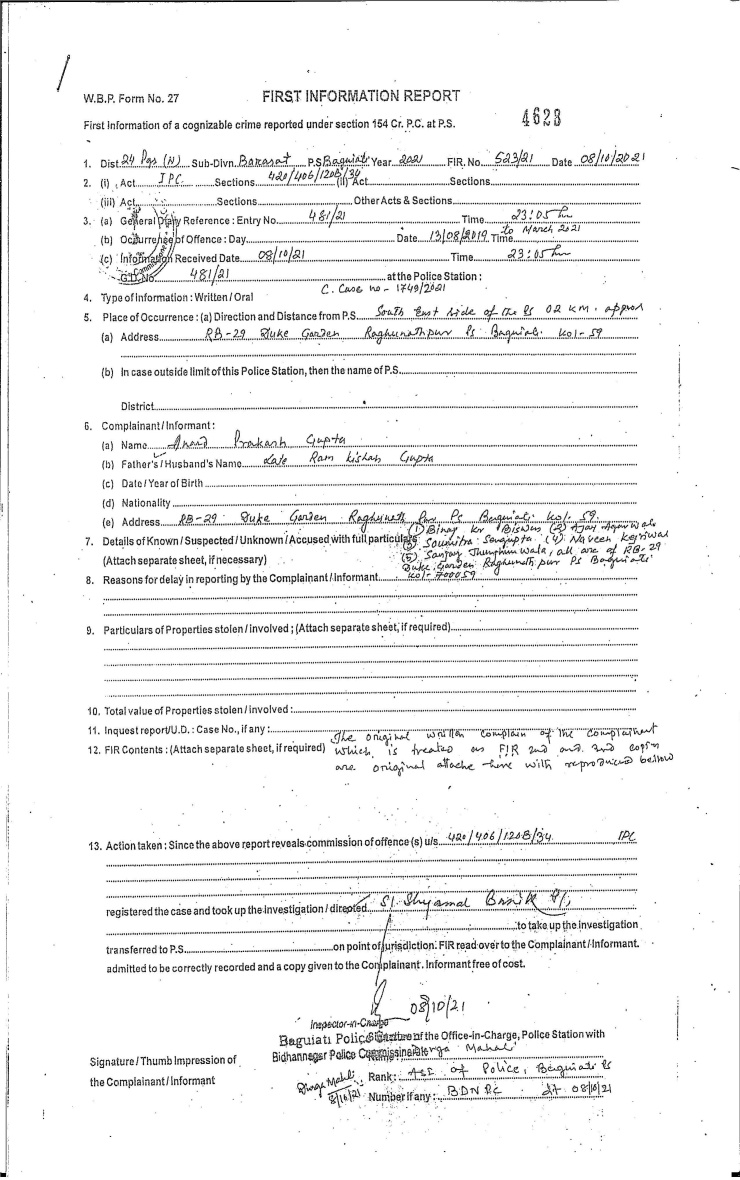 W.B.P. Form No. 27 FIRST INFORMATION REPORT
4623
First Information of a cognizable crime reported under section 154 Cr. P.C. at P.S.
1. Dist. 24 Pgs (N) Sub-Divn. Barasat P.S Baguiati Year 2021 FIR. No. 523/21 Date 08/10/2021
2. (i) Act IPC Sections 420/406/120B/34 (ii) Act Sections
(iii) Act Sections Other Acts & Sections
3. (a) General Diary Reference : Entry No. 481/21 Time 23:05 hr
(b) Occurrence of Offence : Day Date 13/08/2019 Time to March 2021
(c) Information Received Date 08/10/21 Time 23:05 hr
G.D. No. 481/21 at the Police Station :
C. Case no - 1749/2021
4. Type of Information : Written / Oral
5. Place of Occurrence : (a) Direction and Distance from P.S. South East side of the PS 02 KM. approx
(a) Address RB-29 Duke Garden Raghunathpur PS Baguiati. Kol- 59
(b) In case outside limit of this Police Station, then the name of P.S.
District
6. Complainant / Informant :
(a) Name Anand Prakash Gupta
(b) Father's / Husband's Name Late Ram Kishan Gupta
(c) Date / Year of Birth
(d) Nationality
(e) Address RB-29 Duke Garden Raghunath Pur PS Baguiati. Kol- 59.
7. Details of Known / Suspected / Unknown / Accused with full particulars (1) Binay Kr Biswas (2) Ajay Agarwal
(3) Soumitra Sengupta (4) Naveen Kejriwal
(Attach separate sheet, if necessary) (5) Sanjay Jhunjhunwala, all are of RB-29
Duke Garden Raghunathpur PS Baguiati
8. Reasons for delay in reporting by the Complainant / Informant Kol- 700059
9. Particulars of Properties stolen / involved ; (Attach separate sheet, if required)
10. Total value of Properties stolen / involved :
11. Inquest report/U.D. : Case No., if any :
The original written complain of the complainant
12. FIR Contents : (Attach separate sheet, if required) which is treated as FIR 2nd and 3rd copy
are original attache here with reproduced bellow
13. Action taken : Since the above report reveals commission of offence (s) u/s. 420/406/120B/34 IPC
registered the case and took up the Investigation / directed SI. Shyamal
to take up the investigation
transferred to P.S. on point of jurisdiction. FIR read over to the Complainant / Informant.
admitted to be correctly recorded and a copy given to the Complainant. Informant free of cost.
08/10/21
Inspector-in-Charge
Baguiati Police Station
Signature of the Office-in-Charge, Police Station with
Bidhannagar Police Commissionerate
Name Durga Mahali
Signature / Thumb Impression of
the Complainant / Informant
Durga Mahali
8/10/21
Rank : ASI of Police, Baguiati PS
Number if any : BDN PC dt 08/10/21